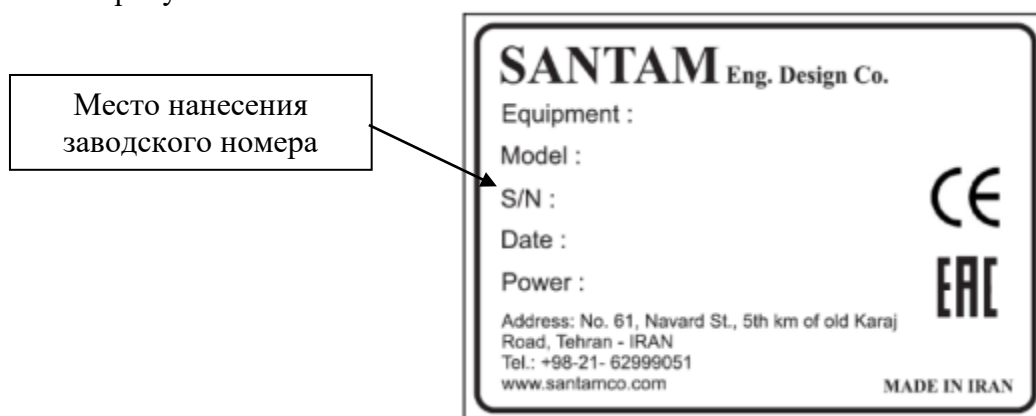 Место нанесения
заводского номера
SANTAM Eng. Design Co.
Equipment :
Model :
S/N :
Date :
Power :
CE
EAC
Address: No. 61, Navard St., 5th km of old Karaj
Road, Tehran - IRAN
Tel.: +98-21- 62999051
www.santamco.com
MADE IN IRAN